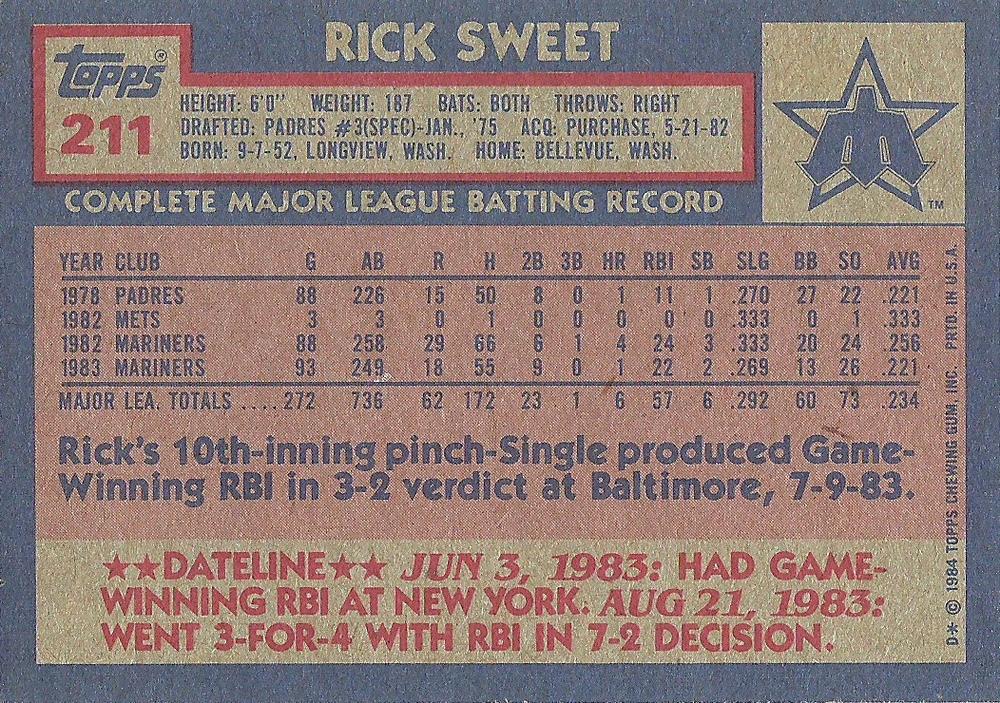 RICK SWEET
Topps®
211
HEIGHT: 6'0" WEIGHT: 187 BATS: BOTH THROWS: RIGHT
DRAFTED: PADRES #3(SPEC)-JAN., '75 ACQ: PURCHASE, 5-21-82
BORN: 9-7-52, LONGVIEW, WASH. HOME: BELLEVUE, WASH.
TM
COMPLETE MAJOR LEAGUE BATTING RECORD
YEAR CLUB G AB R H 2B 3B HR RBI SB SLG BB SO AVG
1978 PADRES 88 226 15 50 8 0 1 11 1 .270 27 22 .221
1982 METS 3 3 0 1 0 0 0 0 0 .333 0 1 .333
1982 MARINERS 88 258 29 66 6 1 4 24 3 .333 20 24 .256
1983 MARINERS 93 249 18 55 9 0 1 22 2 .269 13 26 .221
MAJOR LEA. TOTALS ....272 736 62 172 23 1 6 57 6 .292 60 73 .234
Rick's 10th-inning pinch-Single produced Game-
Winning RBI in 3-2 verdict at Baltimore, 7-9-83.
★★DATELINE★★ JUN 3, 1983: HAD GAME-
WINNING RBI AT NEW YORK. AUG 21, 1983:
WENT 3-FOR-4 WITH RBI IN 7-2 DECISION.
D* © 1984 TOPPS CHEWING GUM, INC. PRTD. IN U.S.A.